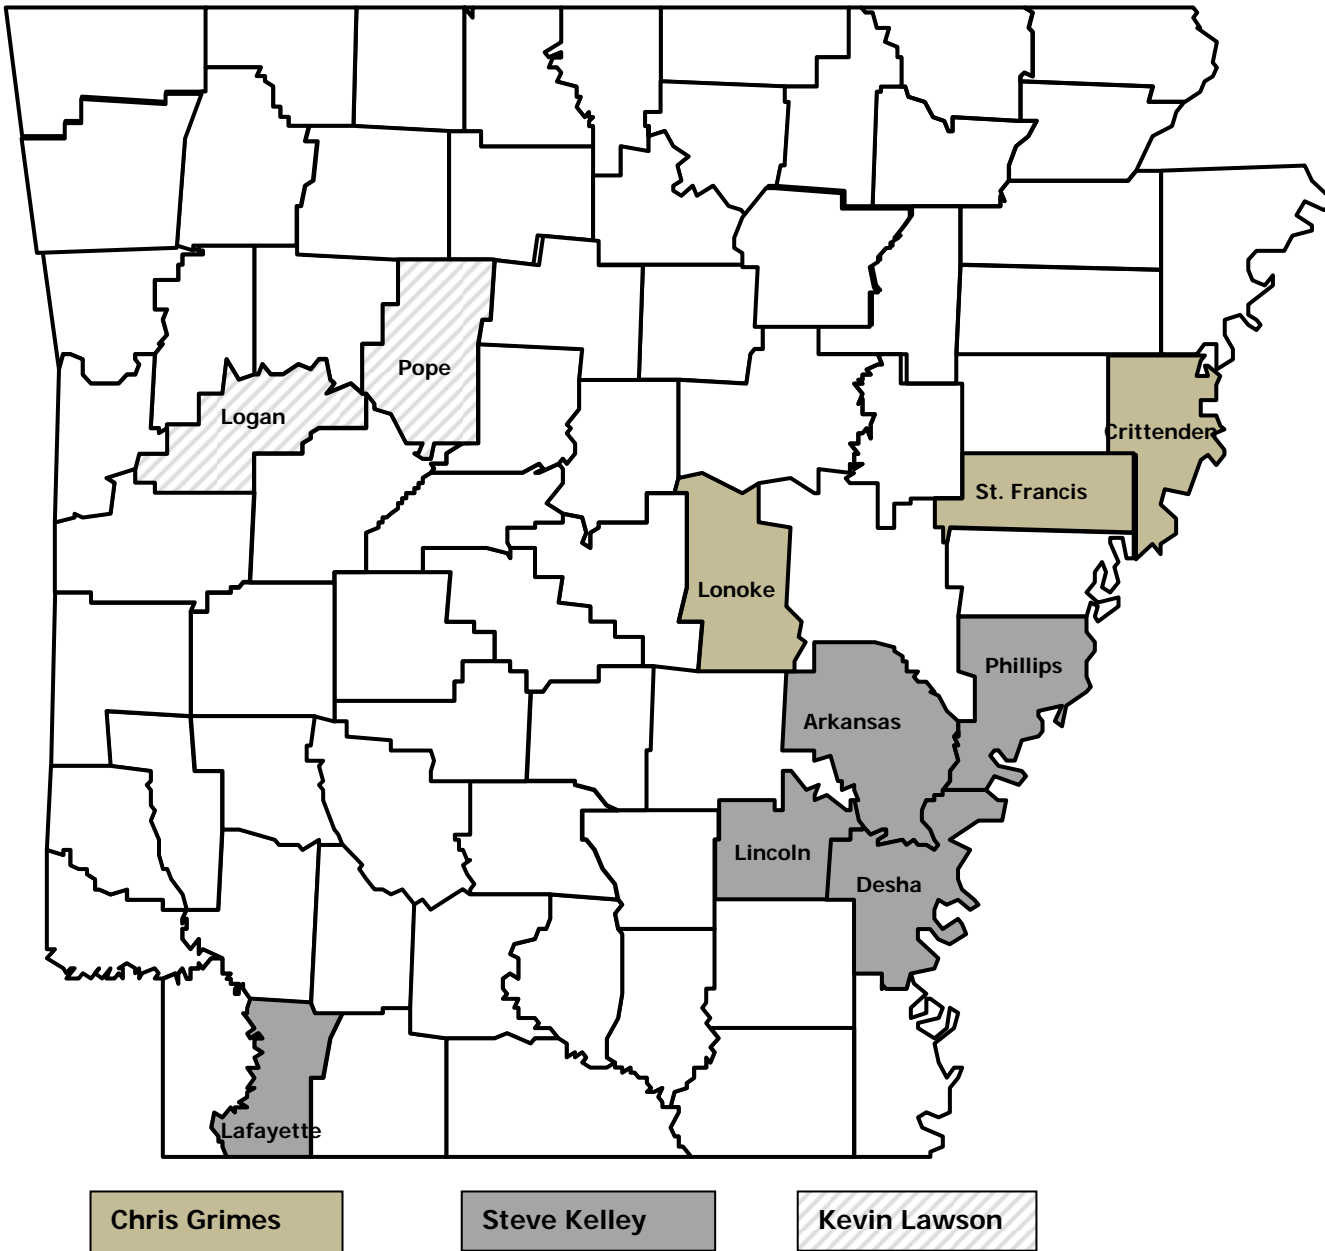 Pope
Logan
Crittenden
St. Francis
Lonoke
Phillips
Arkansas
Lincoln
Desha
Lafayette
Chris Grimes
Steve Kelley
Kevin Lawson